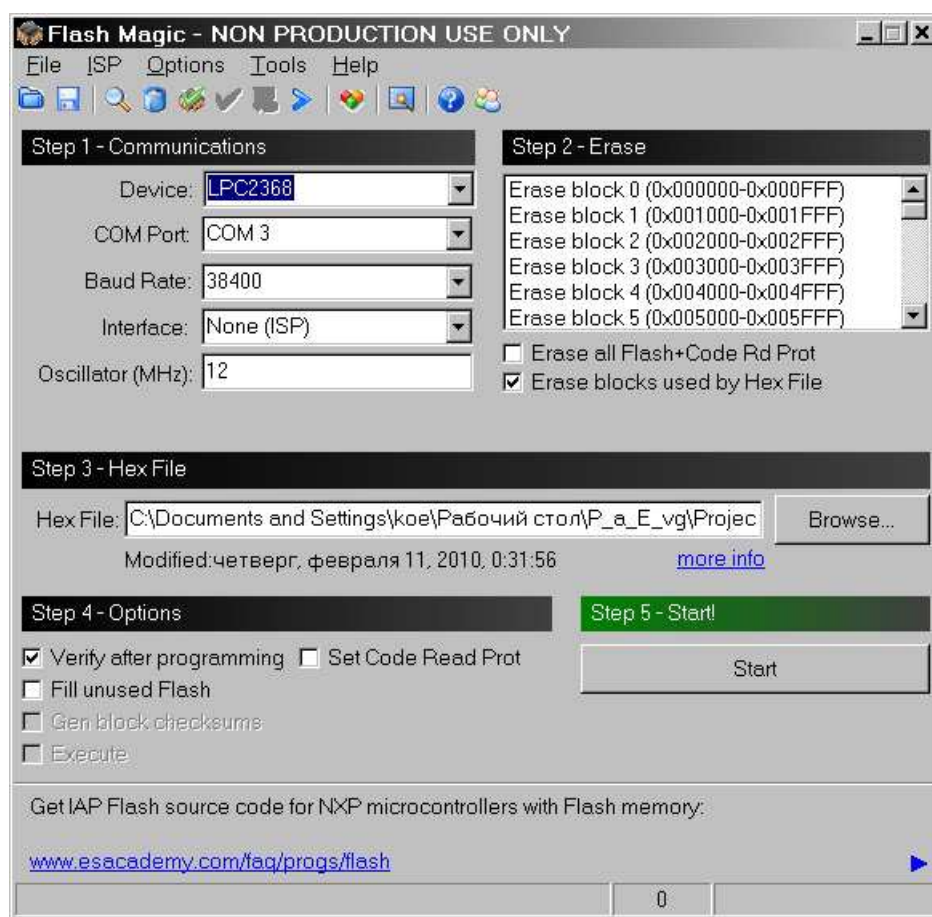 Flash Magic - NON PRODUCTION USE ONLY
File ISP Options Tools Help
Step 1 - Communications
Device: LPC2368
COM Port: COM 3
Baud Rate: 38400
Interface: None (ISP)
Oscillator (MHz): 12
Step 2 - Erase
Erase block 0 (0x000000-0x000FFF)
Erase block 1 (0x001000-0x001FFF)
Erase block 2 (0x002000-0x002FFF)
Erase block 3 (0x003000-0x003FFF)
Erase block 4 (0x004000-0x004FFF)
Erase block 5 (0x005000-0x005FFF)
Erase all Flash+Code Rd Prot
Erase blocks used by Hex File
Step 3 - Hex File
Hex File: C:\Documents and Settings\koe\Рабочий стол\P_a_E_vg\Projec Browse...
Modified:четверг, февраля 11, 2010, 0:31:56 more info
Step 4 - Options
Verify after programming Set Code Read Prot
Fill unused Flash
Gen block checksums
Execute
Step 5 - Start!
Start
Get IAP Flash source code for NXP microcontrollers with Flash memory:
www.esacademy.com/faq/progs/flash
0